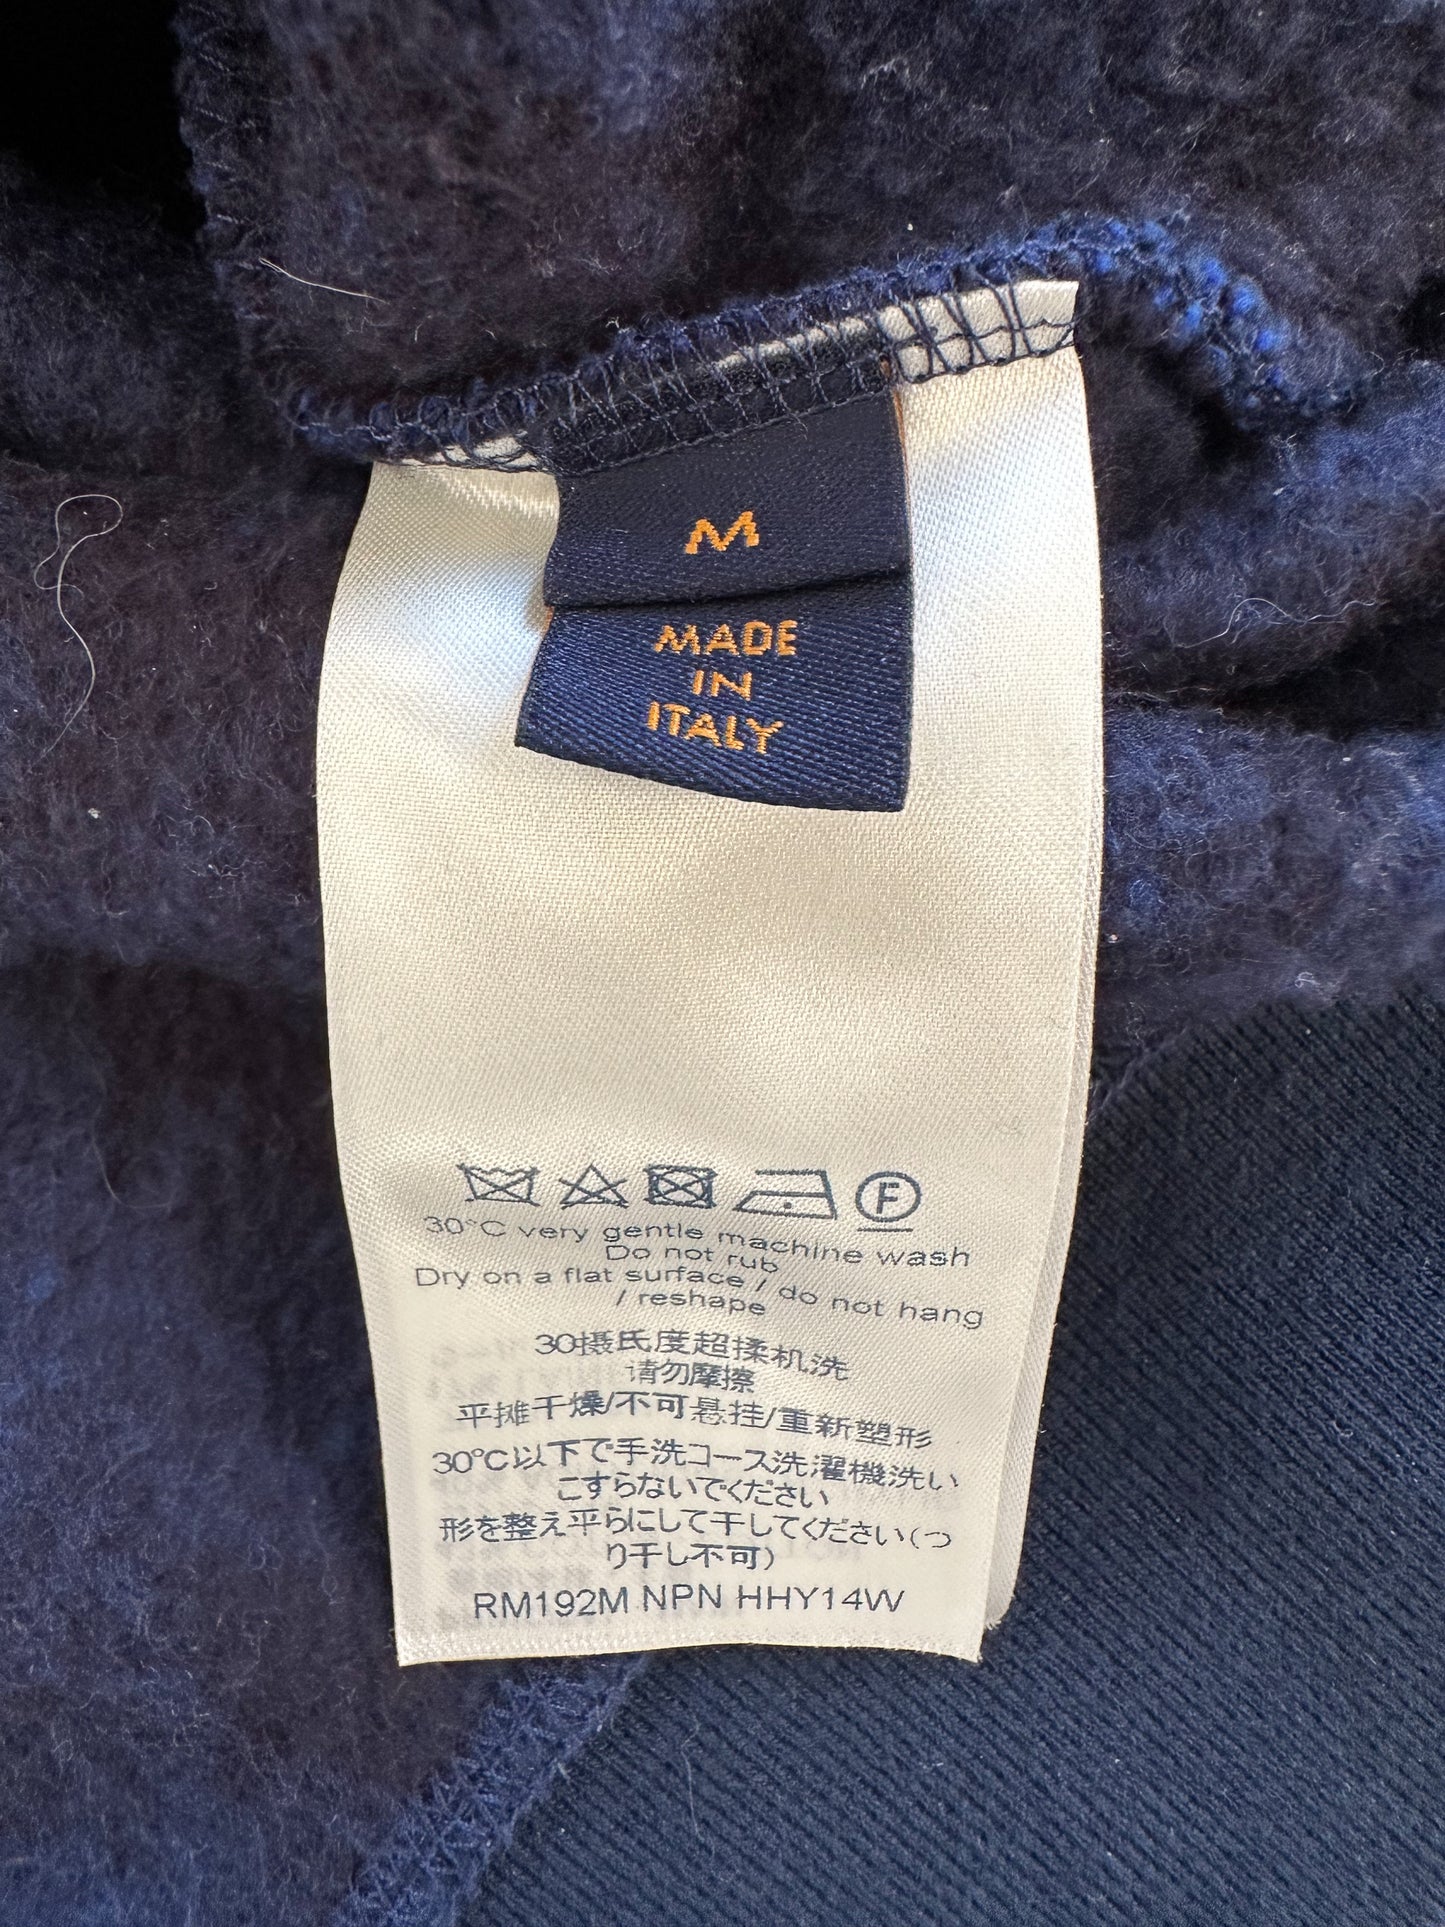 M
MADE
IN
ITALY
F
30°C very gentle machine wash
Do not rub
Dry on a flat surface / do not hang
/ reshape
30摄氏度超揉机洗
请勿摩擦
平摊干燥/不可悬挂/重新塑形
30°C以下で手洗コース洗濯機洗い
こすらないでください
形を整え平らにして干してください(つ
り干し不可)
RM192M NPN HHY14W